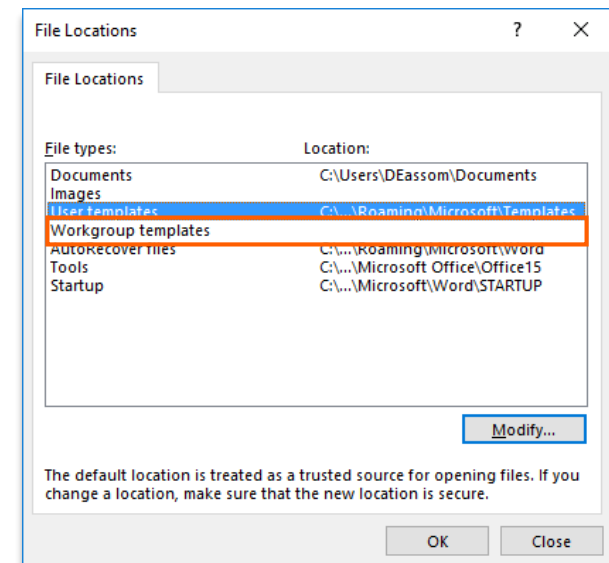 File Locations ?
File Locations
File types: Location:
Documents C:\Users\DEassom\Documents
Images
User templates C:\...\Roaming\Microsoft\Templates
Workgroup templates
AutoRecover files C:\...\Roaming\Microsoft\Word
Tools C:\...\Microsoft Office\Office15
Startup C:\...\Microsoft\Word\STARTUP
Modify...
The default location is treated as a trusted source for opening files. If you
change a location, make sure that the new location is secure.
OK Close